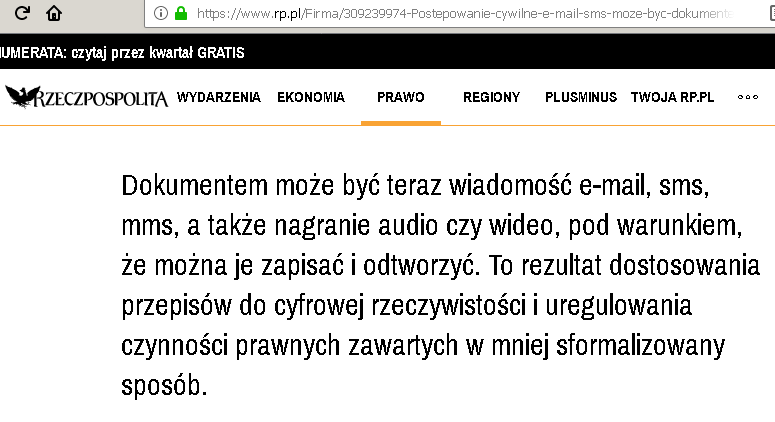 https://www.rp.pl/Firma/309239974-Postepowanie-cywilne-e-mail-sms-moze-byc-dokumente
UMERATA: czytaj przez kwartał GRATIS
RZECZPOSPOLITA WYDARZENIA EKONOMIA PRAWO REGIONY PLUSMINUS TWOJA RP.PL
Dokumentem może być teraz wiadomość e-mail, sms,
mms, a także nagranie audio czy wideo, pod warunkiem,
że można je zapisać i odtworzyć. To rezultat dostosowania
przepisów do cyfrowej rzeczywistości i uregulowania
czynności prawnych zawartych w mniej sformalizowany
sposób.